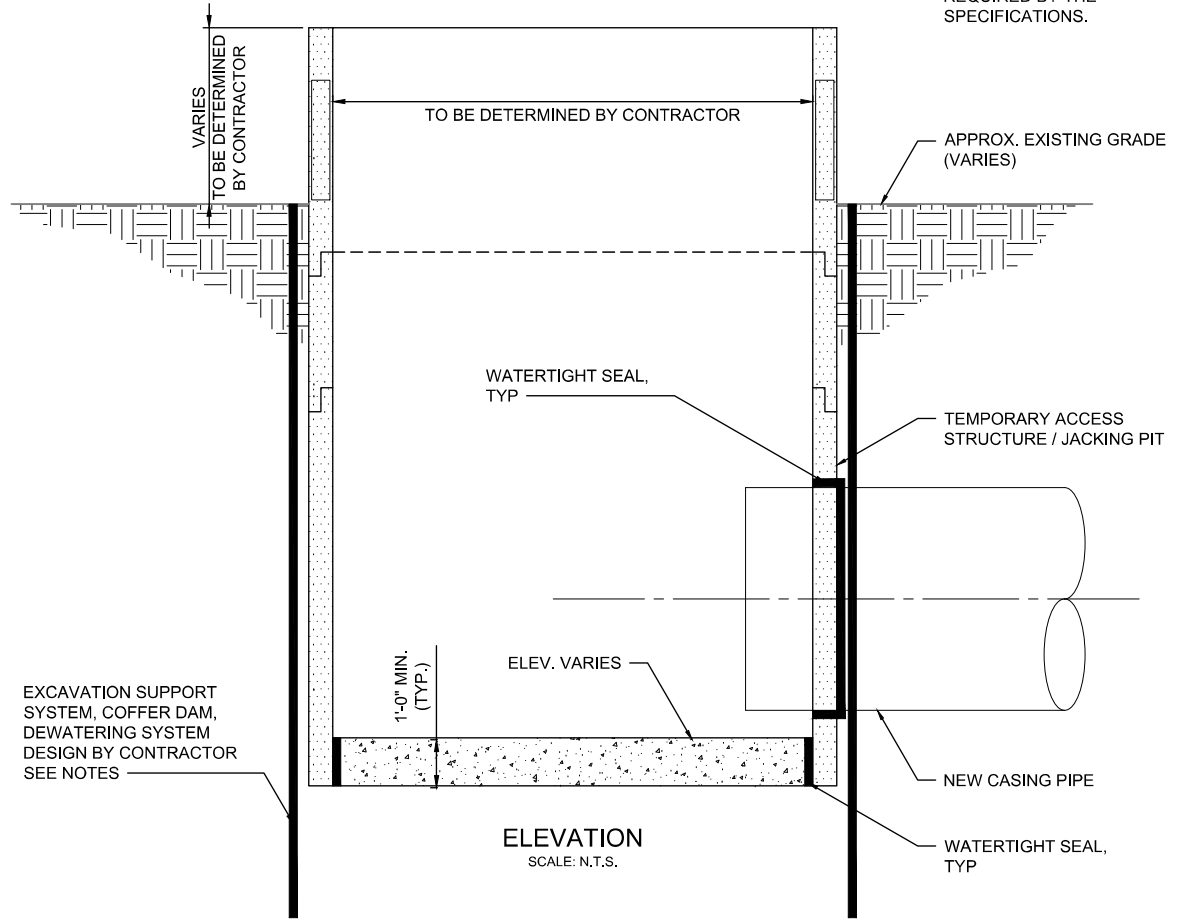 REQUIRED BY THE
SPECIFICATIONS.
VARIES
TO BE DETERMINED
BY CONTRACTOR
TO BE DETERMINED BY CONTRACTOR
APPROX. EXISTING GRADE
(VARIES)
WATERTIGHT SEAL,
TYP
TEMPORARY ACCESS
STRUCTURE / JACKING PIT
1'-0" MIN.
(TYP.)
ELEV. VARIES
EXCAVATION SUPPORT
SYSTEM, COFFER DAM,
DEWATERING SYSTEM
DESIGN BY CONTRACTOR
SEE NOTES
NEW CASING PIPE
ELEVATION
SCALE: N.T.S.
WATERTIGHT SEAL,
TYP